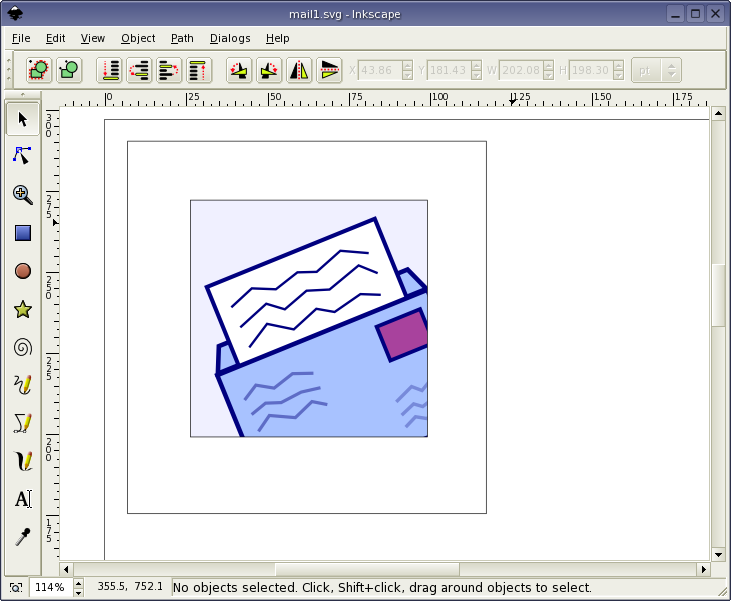 mail1.svg - Inkscape
File Edit View Object Path Dialogs Help
X 43.86 Y 181.43 W 202.08 H 198.30 pt
0 25 50 75 100 125 150 175
300
275
250
225
200
175
A
114% 355.5, 752.1 No objects selected. Click, Shift+click, drag around objects to select.